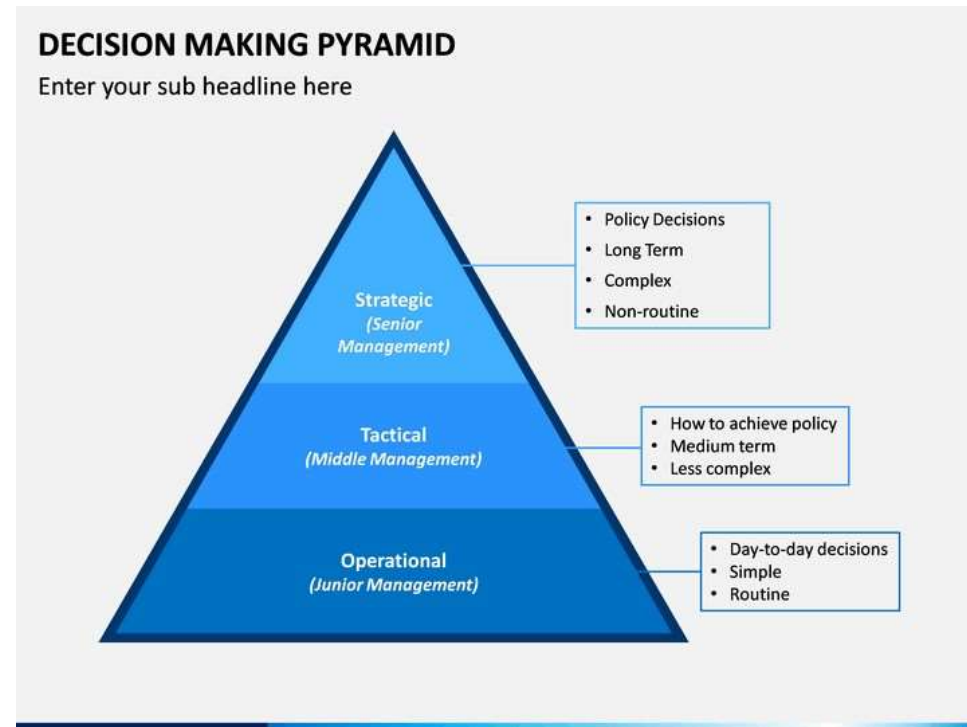 DECISION MAKING PYRAMID
Enter your sub headline here
Strategic
(Senior
Management)
• Policy Decisions
• Long Term
• Complex
• Non-routine
Tactical
(Middle Management)
• How to achieve policy
• Medium term
• Less complex
Operational
(Junior Management)
• Day-to-day decisions
• Simple
• Routine